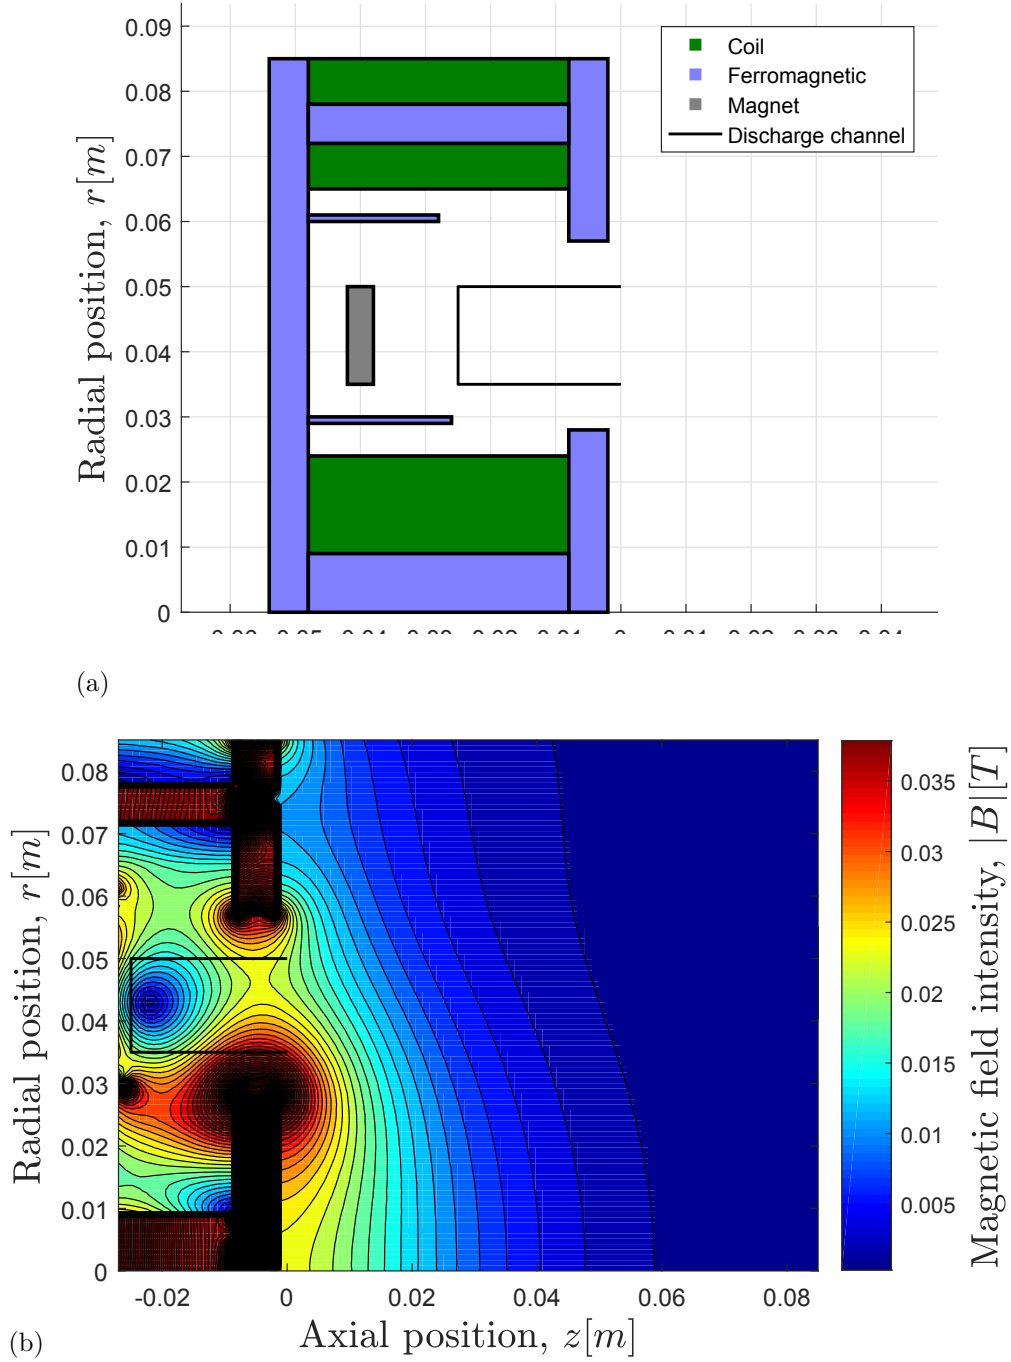 0.09
0.08
0.07
0.06
0.05
0.04
0.03
0.02
0.01
0
Radial position, r[m]
Coil
Ferromagnetic
Magnet
Discharge channel
(a)
0.08
0.07
0.06
0.05
0.04
0.03
0.02
0.01
0
Radial position, r[m]
-0.02 0 0.02 0.04 0.06 0.08
Axial position, z[m]
0.035
0.03
0.025
0.02
0.015
0.01
0.005
Magnetic field intensity, |B|[T]
(b)